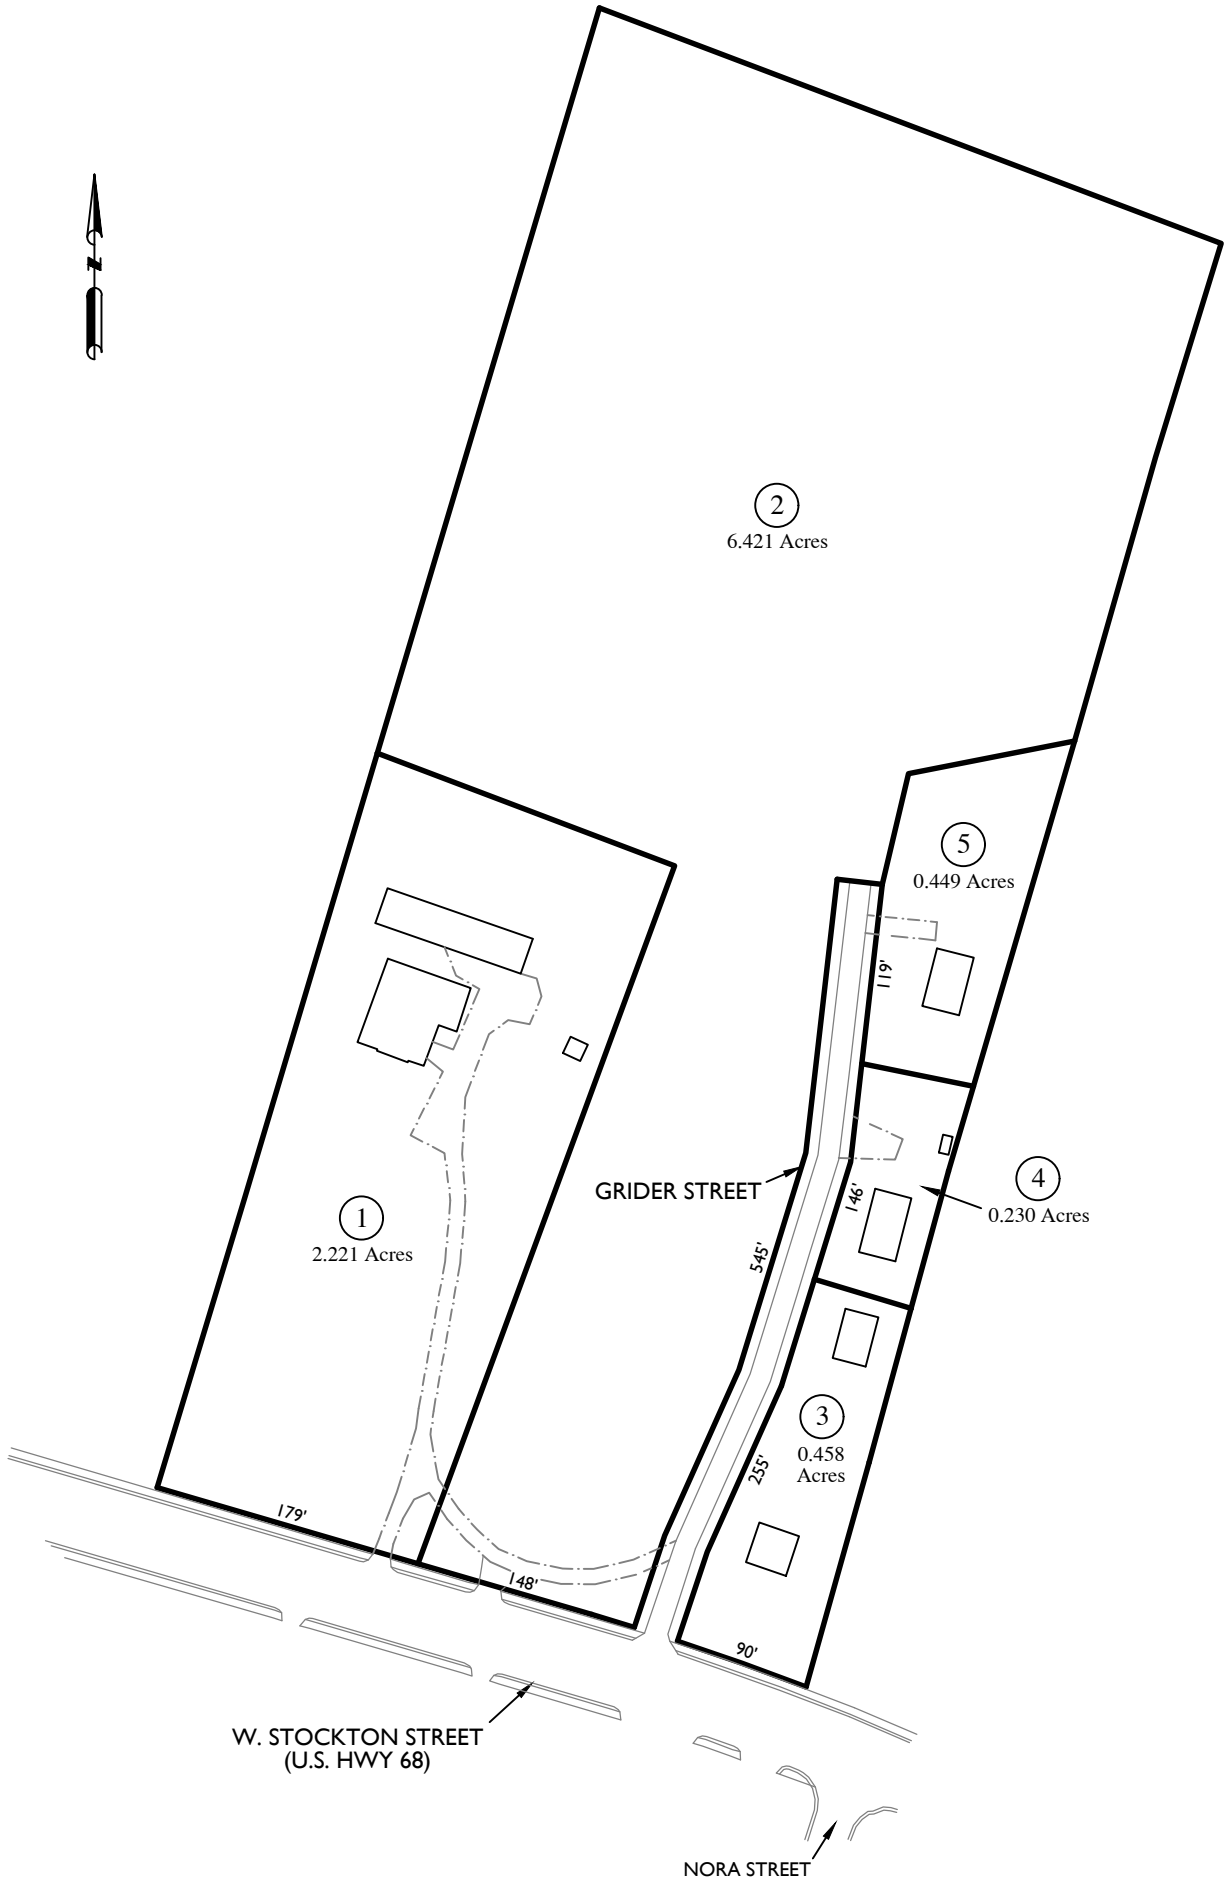 N
2
6.421 Acres
5
0.449 Acres
119'
GRIDER STREET
146'
4
0.230 Acres
1
2.221 Acres
545'
3
0.458
Acres
255'
179'
148'
90'
W. STOCKTON STREET
(U.S. HWY 68)
NORA STREET